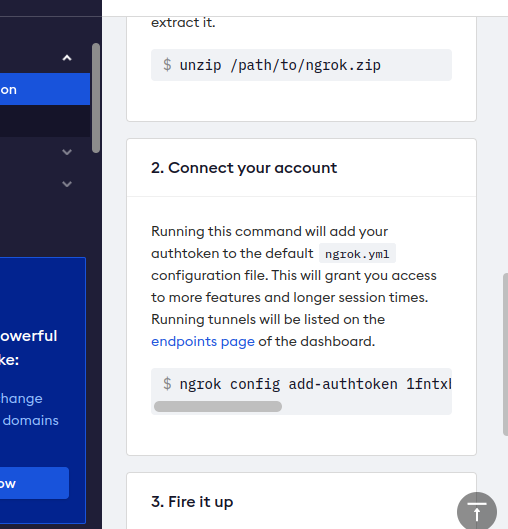 extract it.
$ unzip /path/to/ngrok.zip
on
2. Connect your account
Running this command will add your
authtoken to the default ngrok.yml
configuration file. This will grant you access
to more features and longer session times.
Running tunnels will be listed on the
endpoints page of the dashboard.
$ ngrok config add-authtoken 1fntxl
owerful
ke:
hange
domains
ow
3. Fire it up